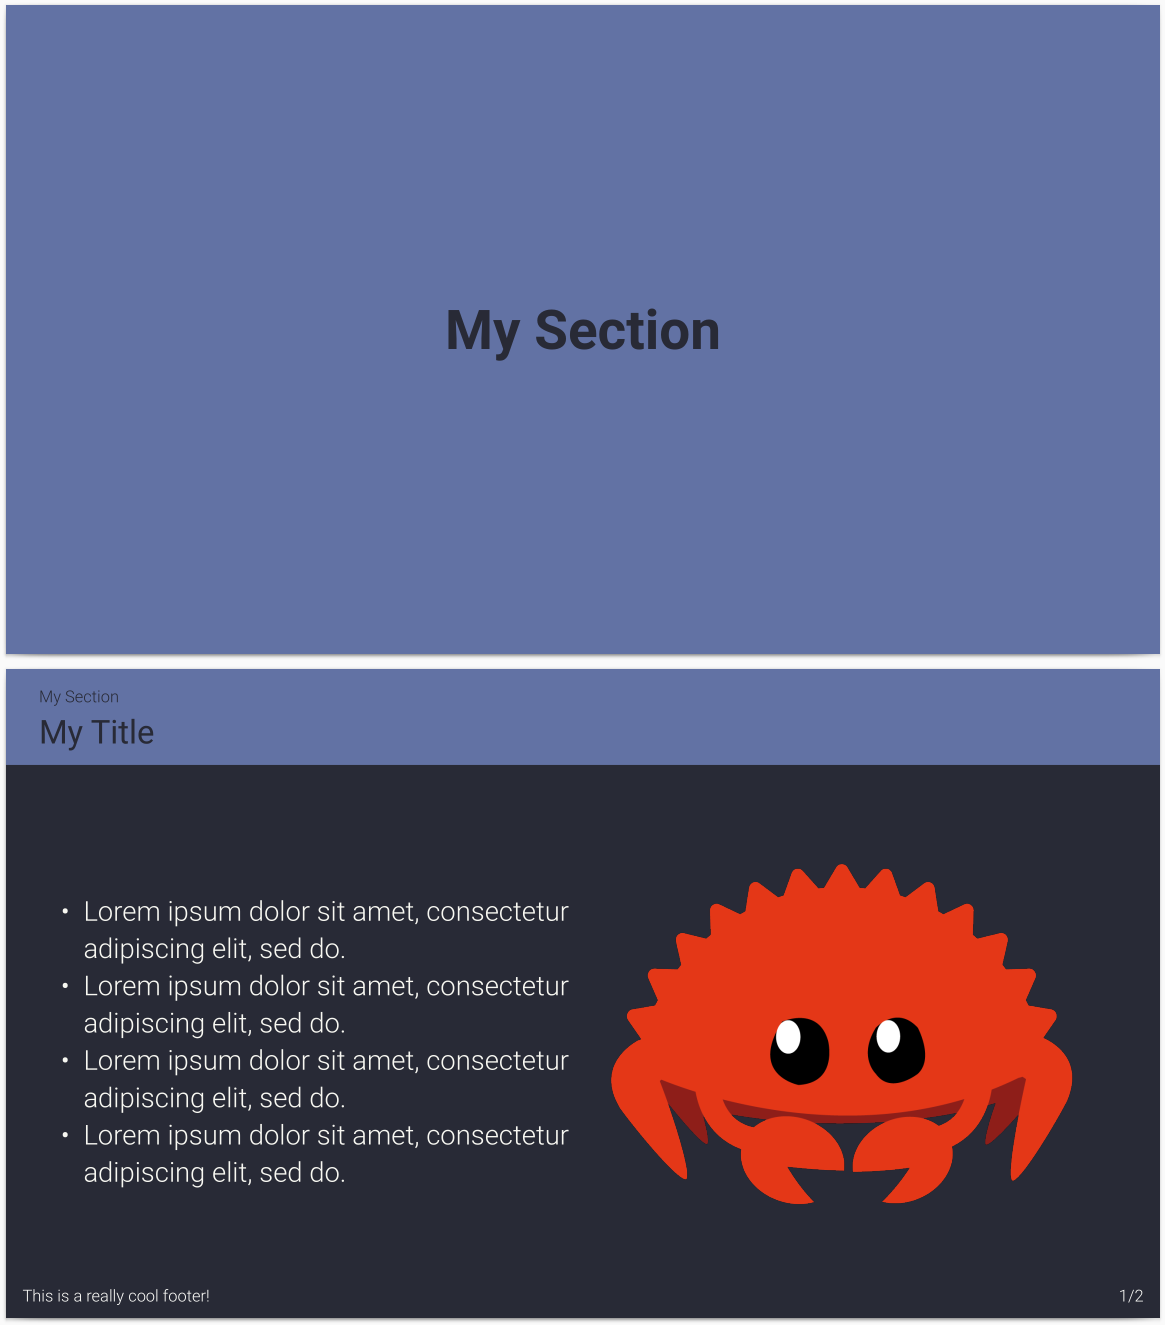 My Section
My Section
My Title
• Lorem ipsum dolor sit amet, consectetur
adipiscing elit, sed do.
• Lorem ipsum dolor sit amet, consectetur
adipiscing elit, sed do.
• Lorem ipsum dolor sit amet, consectetur
adipiscing elit, sed do.
• Lorem ipsum dolor sit amet, consectetur
adipiscing elit, sed do.
This is a really cool footer!
1/2